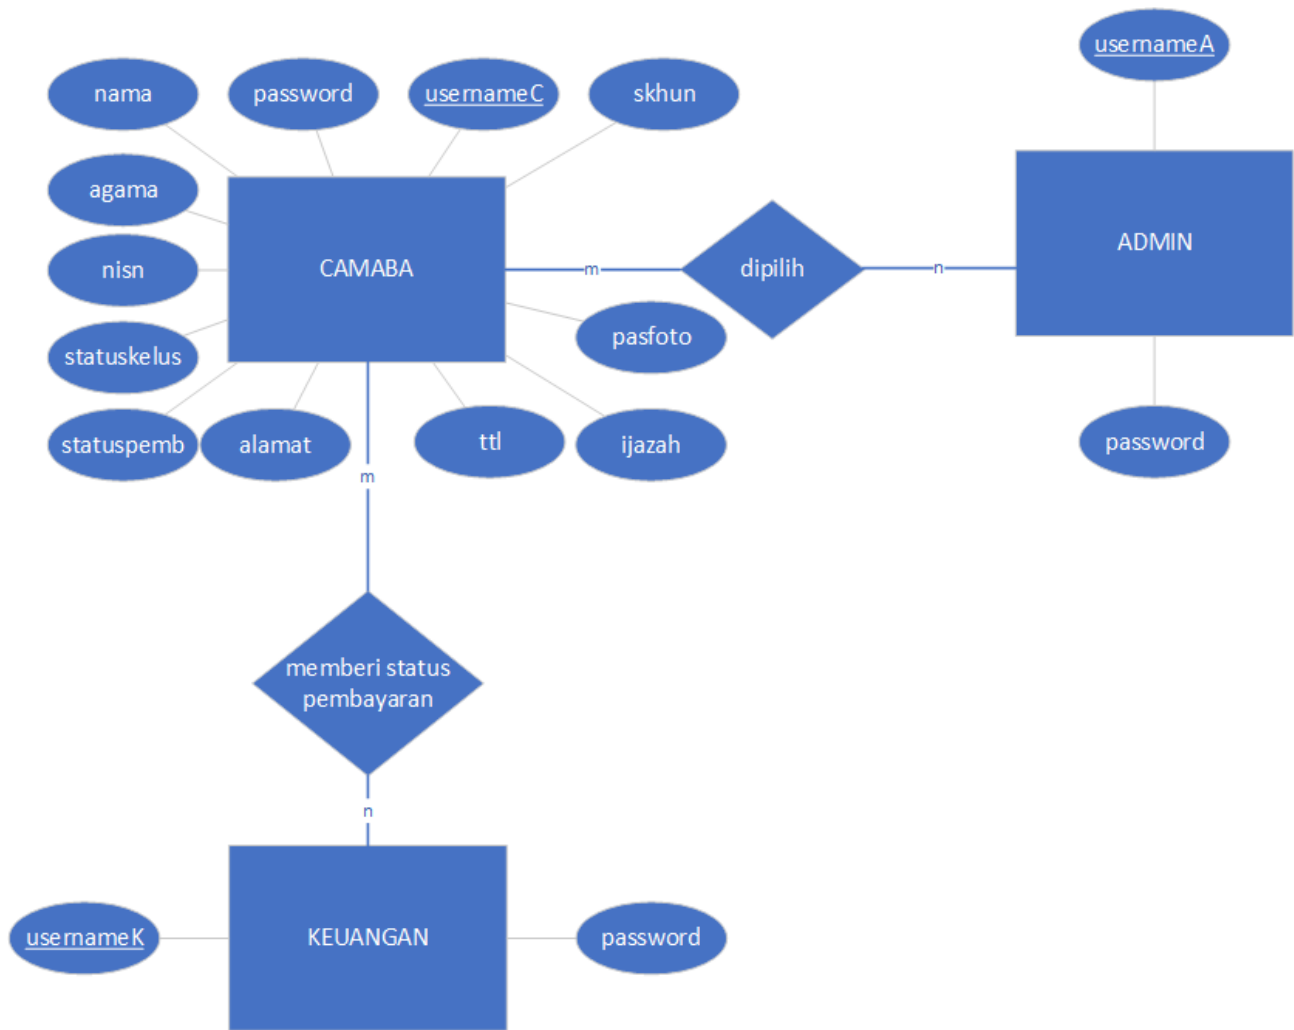 usernameA
nama
password
usernameC
skhun
agama
ADMIN
nisn
CAMABA
m
dipilih
n
pasfoto
statuskelus
statuspemb
alamat
ttl
ijazah
password
m
memberi status
pembayaran
n
usernameK
KEUANGAN
password